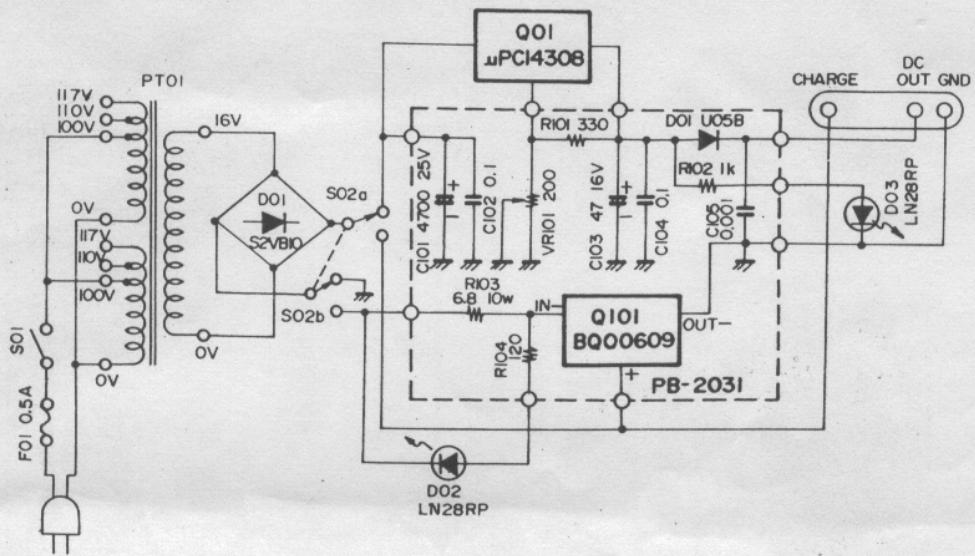 Q01
µPC14308
PT01
117V
110V
100V
0V
117V
110V
100V
0V
16V
0V
D01
S2VB10
S02a
S02b
S01
F01 0.5A
C101 4700 25V
C102 0.1
VR101 200
R101 330
C103 47 16V
C104 0.1
D01 U05B
R102 1k
C105 0.001
D03
LN28RP
CHARGE
DC
OUT GND
R103
6.8 10w
R104
120
IN-
Q101
BQ00609
OUT-
+
PB-2031
D02
LN28RP